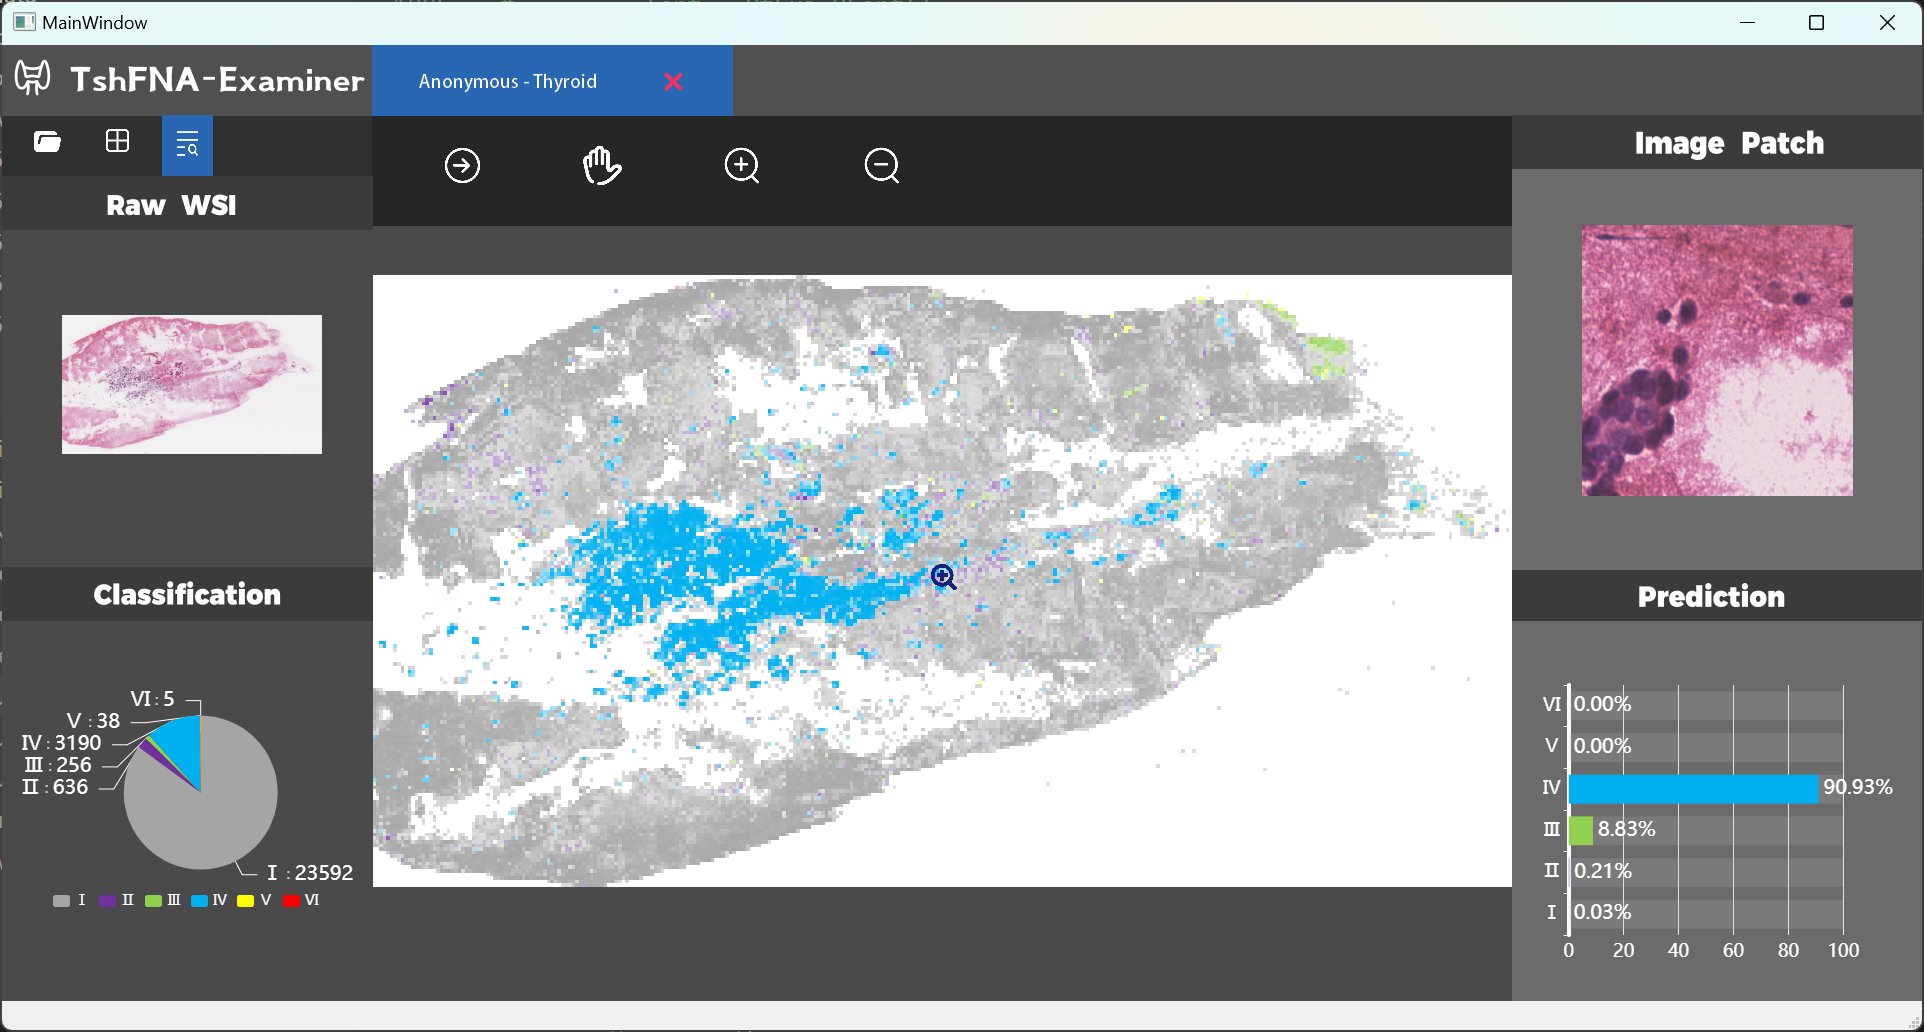 MainWindow
TshFNA-Examiner
Anonymous - Thyroid
Raw WSI
Image Patch
Classification
VI : 5
V : 38
IV : 3190
III : 256
II : 636
I : 23592
I II III IV V VI
Prediction
VI 0.00%
V 0.00%
IV 90.93%
III 8.83%
II 0.21%
I 0.03%
0 20 40 60 80 100